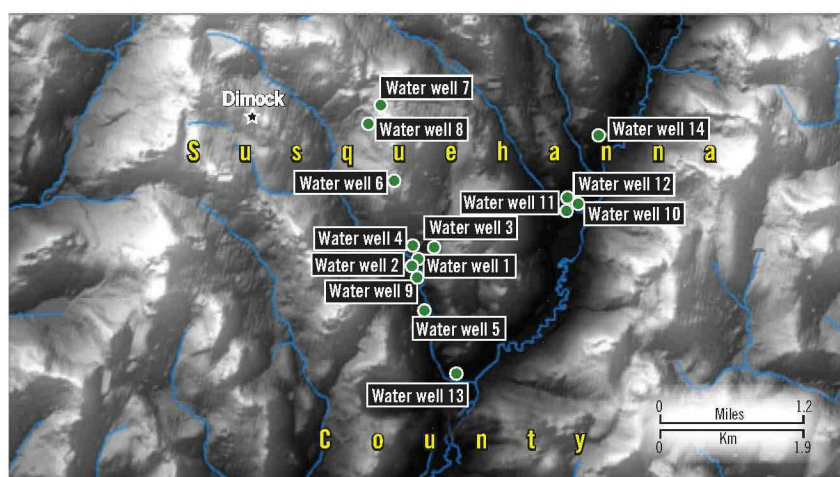 Water well 7
Dimock
Water well 8
Water well 14
Susquehanna
Water well 6
Water well 12
Water well 11
Water well 10
Water well 3
Water well 4
Water well 2
Water well 1
Water well 9
Water well 5
Water well 13
0 1.2
Miles
Km
0 1.9
County